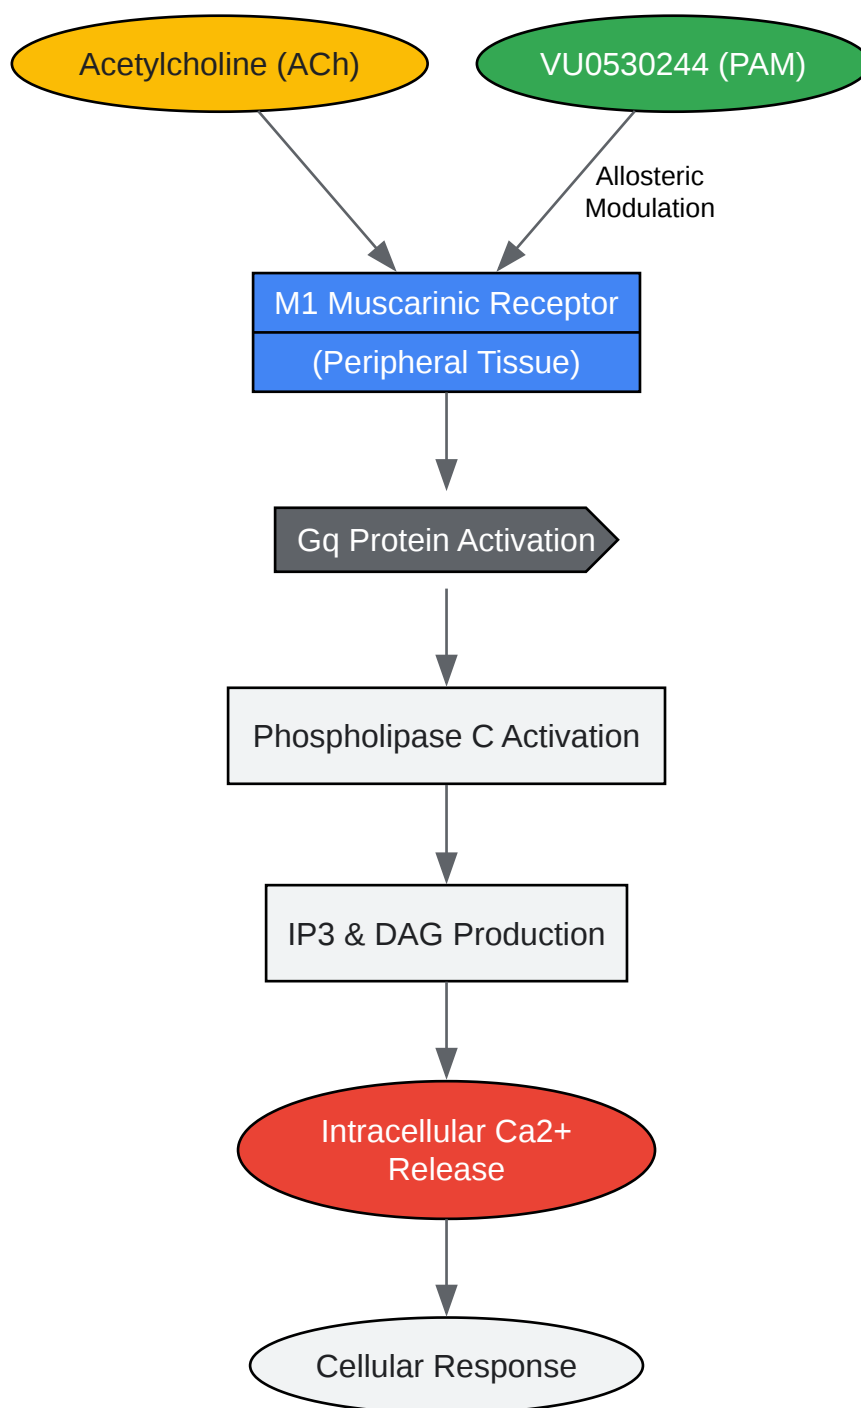 Acetylcholine (ACh)
VU0530244 (PAM)
Allosteric
Modulation
M1 Muscarinic Receptor
(Peripheral Tissue)
Gq Protein Activation
Phospholipase C Activation
IP3 & DAG Production
Intracellular Ca2+
Release
Cellular Response